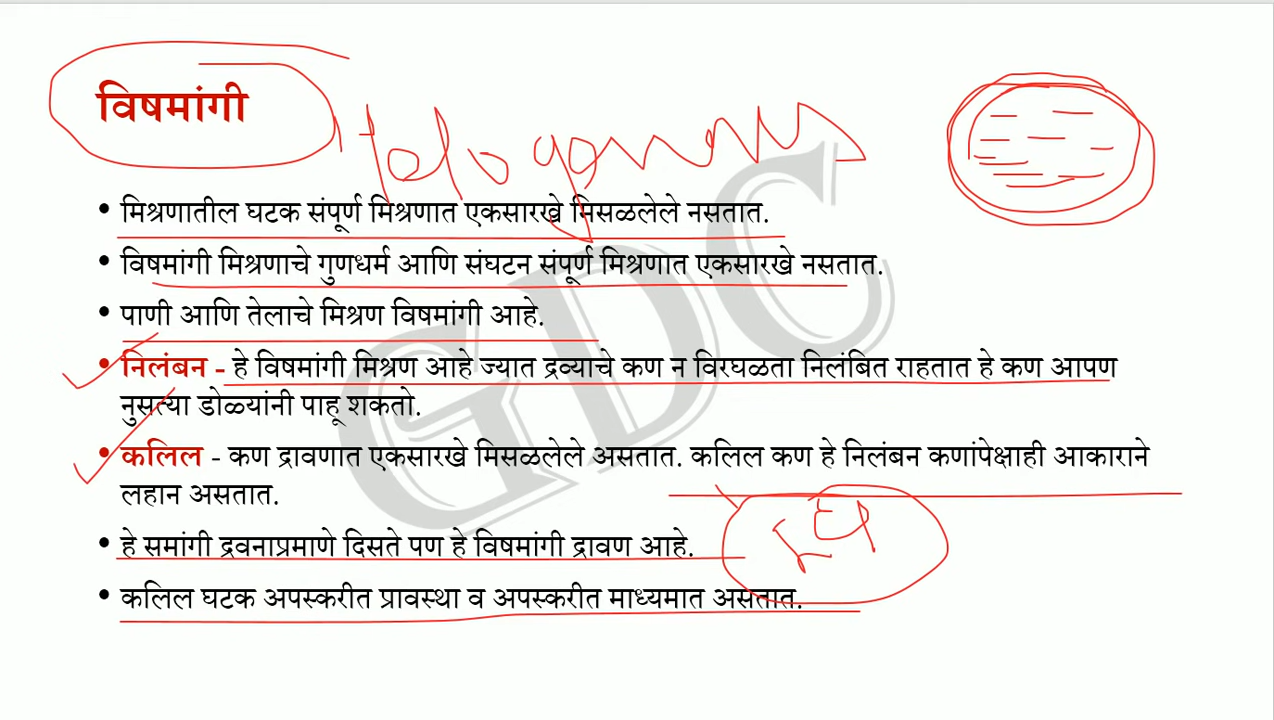 विषमांगी
• मिश्रणातील घटक संपूर्ण मिश्रणात एकसारखे मिसळलेले नसतात.
• विषमांगी मिश्रणाचे गुणधर्म आणि संघटन संपूर्ण मिश्रणात एकसारखे नसतात.
• पाणी आणि तेलाचे मिश्रण विषमांगी आहे.
• निलंबन - हे विषमांगी मिश्रण आहे ज्यात द्रव्याचे कण न विरघळता निलंबित राहतात हे कण आपण
नुसत्या डोळ्यांनी पाहू शकतो.
• कलिल - कण द्रावणात एकसारखे मिसळलेले असतात. कलिल कण हे निलंबन कणांपेक्षाही आकाराने
लहान असतात.
• हे समांगी द्रवनाप्रमाणे दिसते पण हे विषमांगी द्रावण आहे.
• कलिल घटक अपस्करीत प्रावस्था व अपस्करीत माध्यमात असतात.
GDC